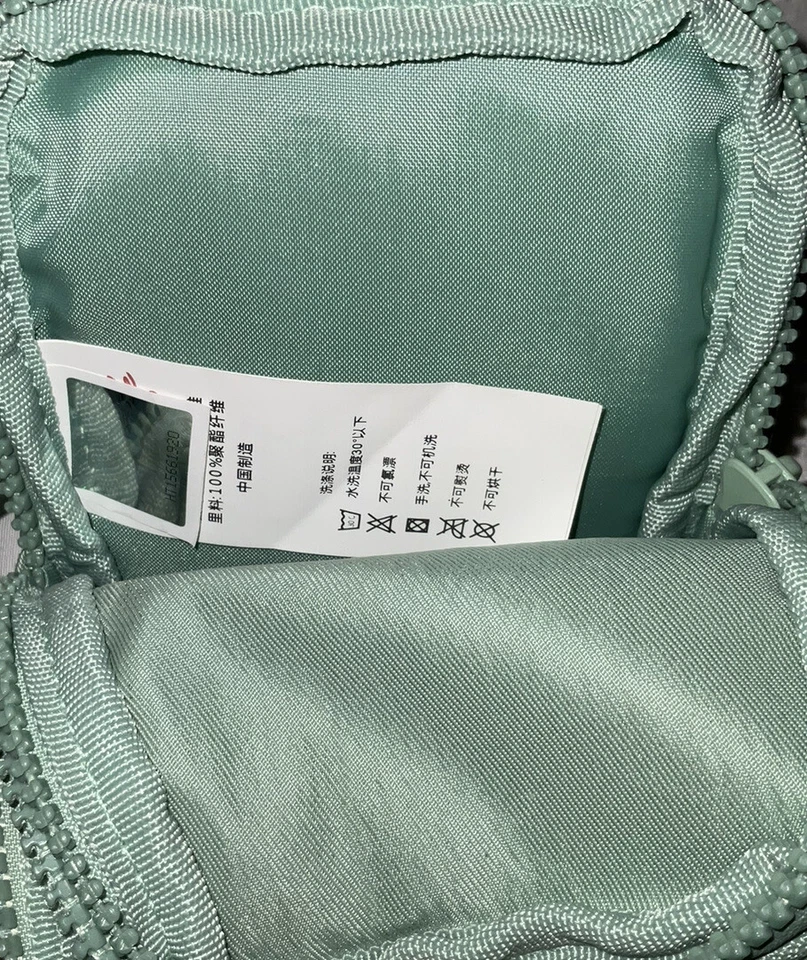 里料:100%聚酯纤维
中国制造
洗涤说明:
水洗温度30°以下
不可氯漂
手洗,不可机洗
不可熨烫
不可烘干